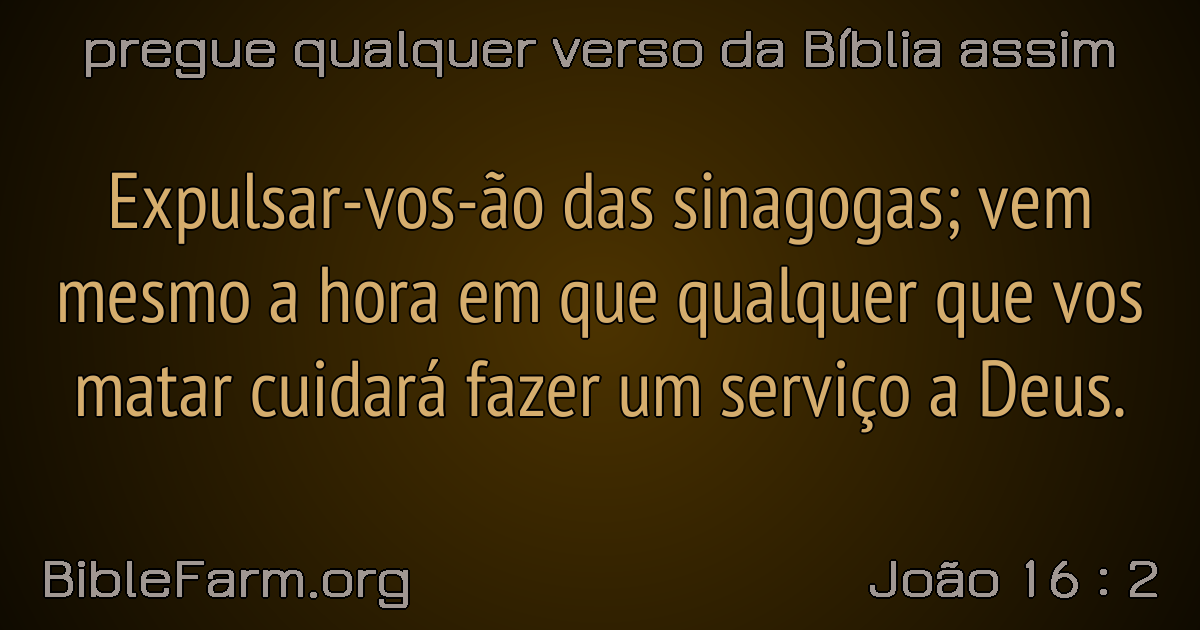 pregue qualquer verso da Bíblia assim
Expulsar-vos-ão das sinagogas; vem
mesmo a hora em que qualquer que vos
matar cuidará fazer um serviço a Deus.
BibleFarm.org
João 16 : 2